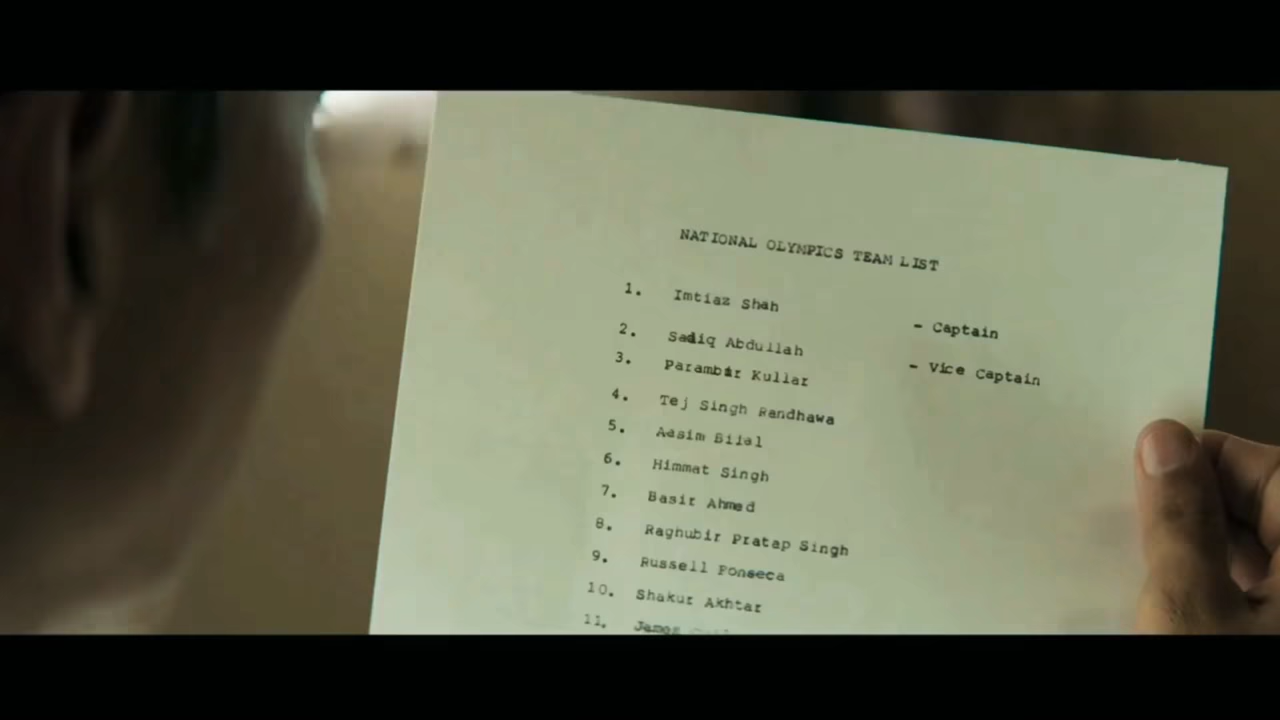 NATIONAL OLYMPICS TEAM LIST
1. Imtiaz Shah - Captain
2. Sadiq Abdullah - Vice Captain
3. Parambir Kullar
4. Tej Singh Randhawa
5. Aasim Bilal
6. Himmat Singh
7. Basir Ahmed
8. Raghubir Pratap Singh
9. Russell Fonseca
10. Shakur Akhtar
11. James